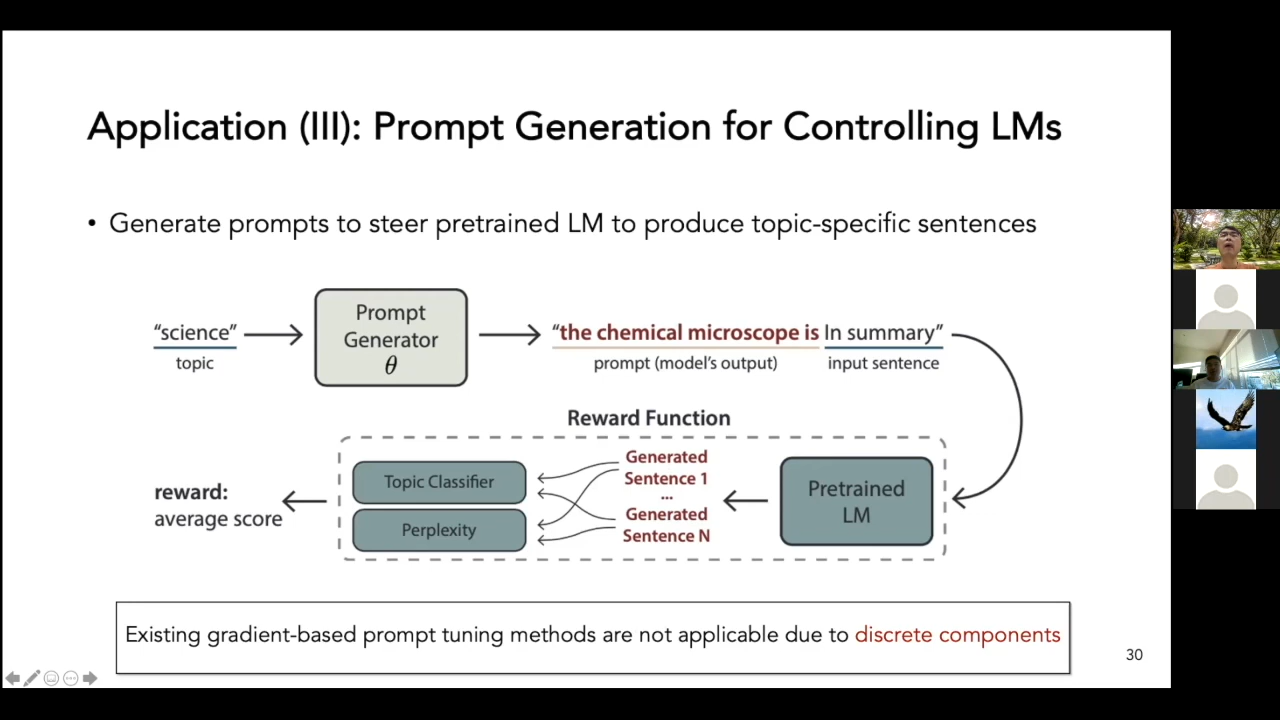 Application (III): Prompt Generation for Controlling LMs
• Generate prompts to steer pretrained LM to produce topic-specific sentences
“science”
topic
Prompt
Generator
θ
“the chemical microscope is In summary”
prompt (model’s output)
input sentence
Reward Function
Topic Classifier
Perplexity
Generated
Sentence 1
...
Generated
Sentence N
Pretrained
LM
reward:
average score
Existing gradient-based prompt tuning methods are not applicable due to discrete components
30